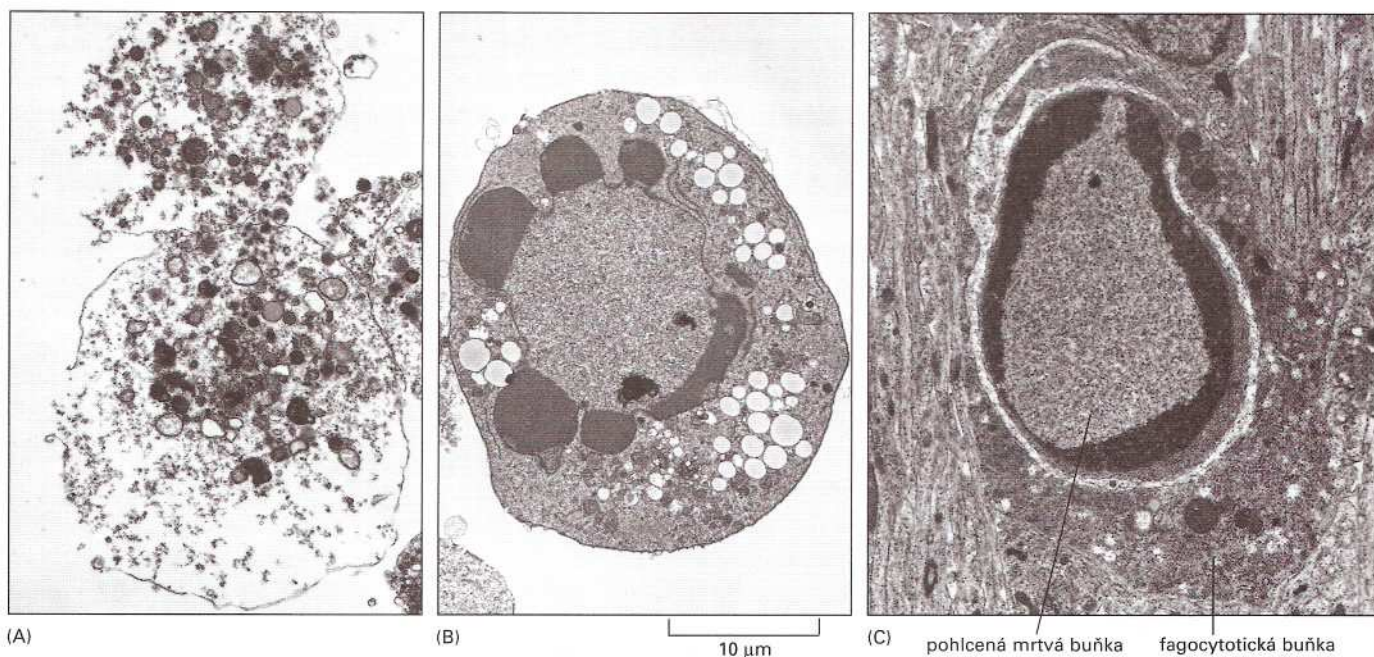 (A)
(B)
10 μm
(C)
pohlcená mrtvá buňka
fagocytotická buňka